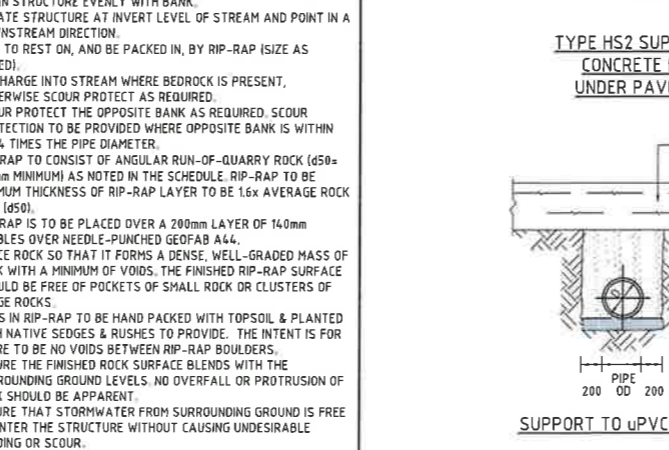 N STRUCTURE EVENLY WITH BANK.
ATE STRUCTURE AT INVERT LEVEL OF STREAM AND POINT IN A
NSTREAM DIRECTION.
TO REST ON, AND BE PACKED IN, BY RIP-RAP (SIZE AS
ED).
HARGE INTO STREAM WHERE BEDROCK IS PRESENT,
ERWISE SCOUR PROTECT AS REQUIRED.
UR PROTECT THE OPPOSITE BANK AS REQUIRED. SCOUR
TECTION TO BE PROVIDED WHERE OPPOSITE BANK IS WITHIN
4 TIMES THE PIPE DIAMETER.
RAP TO CONSIST OF ANGULAR RUN-OF-QUARRY ROCK (d50=
mm MINIMUM) AS NOTED IN THE SCHEDULE. RIP-RAP TO BE
MUM THICKNESS OF RIP-RAP LAYER TO BE 1.6x AVERAGE ROCK
(d50).
RAP IS TO BE PLACED OVER A 200mm LAYER OF 140mm
BLES OVER NEEDLE-PUNCHED GEOFAB A44.
CE ROCK SO THAT IT FORMS A DENSE, WELL-GRADED MASS OF
K WITH A MINIMUM OF VOIDS. THE FINISHED RIP-RAP SURFACE
ULD BE FREE OF POCKETS OF SMALL ROCK OR CLUSTERS OF
GE ROCKS.
S IN RIP-RAP TO BE HAND PACKED WITH TOPSOIL & PLANTED
H NATIVE SEDGES & RUSHES TO PROVIDE. THE INTENT IS FOR
RE TO BE NO VOIDS BETWEEN RIP-RAP BOULDERS.
URE THE FINISHED ROCK SURFACE BLENDS WITH THE
ROUNDING GROUND LEVELS. NO OVERFALL OR PROTRUSION OF
K SHOULD BE APPARENT.
URE THAT STORMWATER FROM SURROUNDING GROUND IS FREE
NTER THE STRUCTURE WITHOUT CAUSING UNDESIRABLE
DING OR SCOUR.
TYPE HS2 SUP
CONCRETE
UNDER PAV
PIPE
200 OD 200
SUPPORT TO uPVC